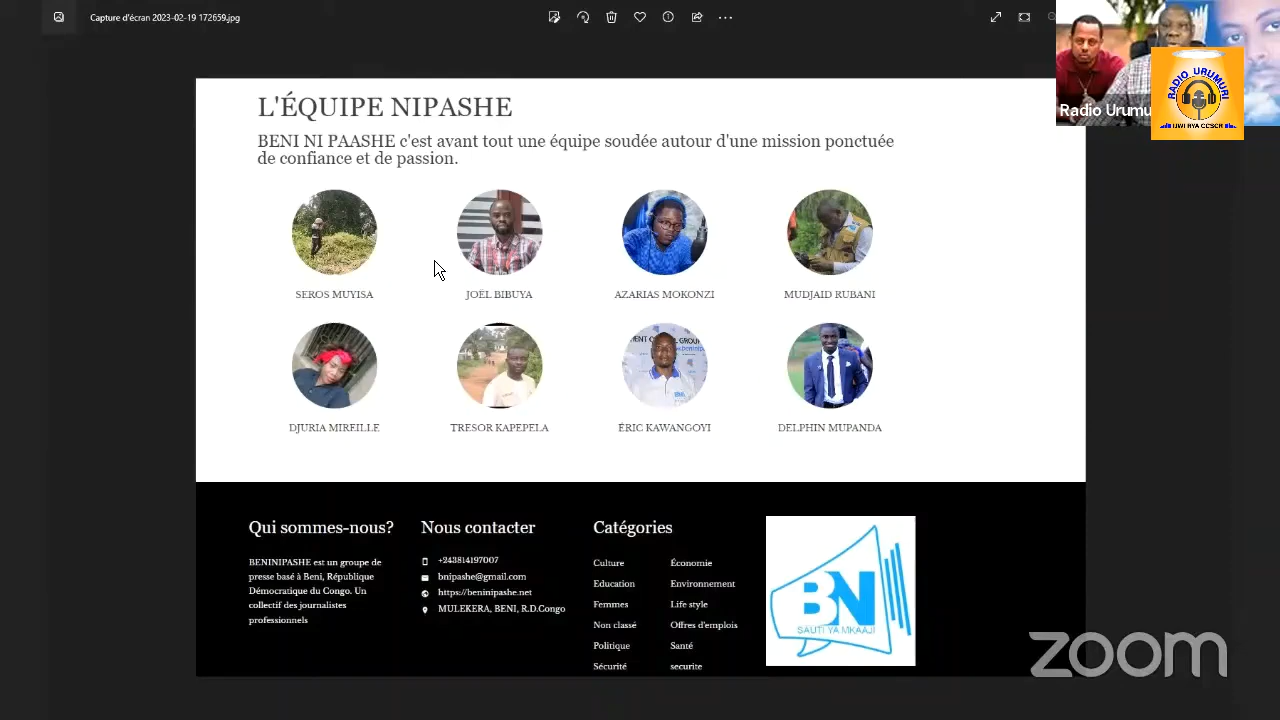 Capture d'écran 2023-02-19 172659.jpg
Radio Urumu
RADIO URUMURI
IJWI RYA CCSCR
L'ÉQUIPE NIPASHE
BENI NI PAASHE c'est avant tout une équipe soudée autour d'une mission ponctuée
de confiance et de passion.
SEROS MUYISA
JOËL BIBUYA
AZARIAS MOKONZI
MUDJAID RUBANI
DJURIA MIREILLE
TRESOR KAPEPELA
ÉRIC KAWANGOYI
DELPHIN MUPANDA
Qui sommes-nous?
BENINIPASHE est un groupe de
presse basé à Beni, République
Démocratique du Congo. Un
collectif des journalistes
professionnels
Nous contacter
+243814197007
bnipashe@gmail.com
https://beninipashe.net
MULEKERA, BENI, R.D.Congo
Catégories
Culture
Education
Femmes
Non classé
Politique
Sécurité
Économie
Environnement
Life style
Offres d'emplois
Santé
securite
BN
SAUTI YA MKAAJI
zoom